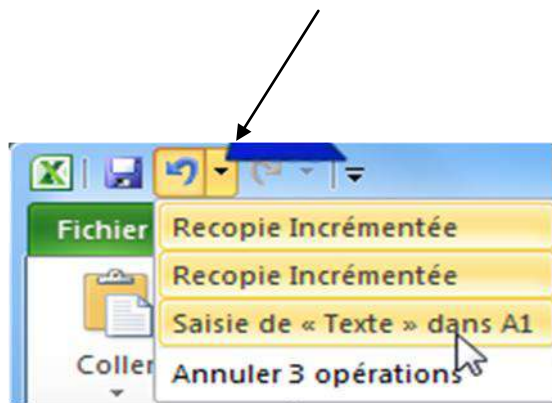 Fichier
Recopie Incrémentée
Recopie Incrémentée
Saisie de « Texte » dans A1
Coller
Annuler 3 opérations